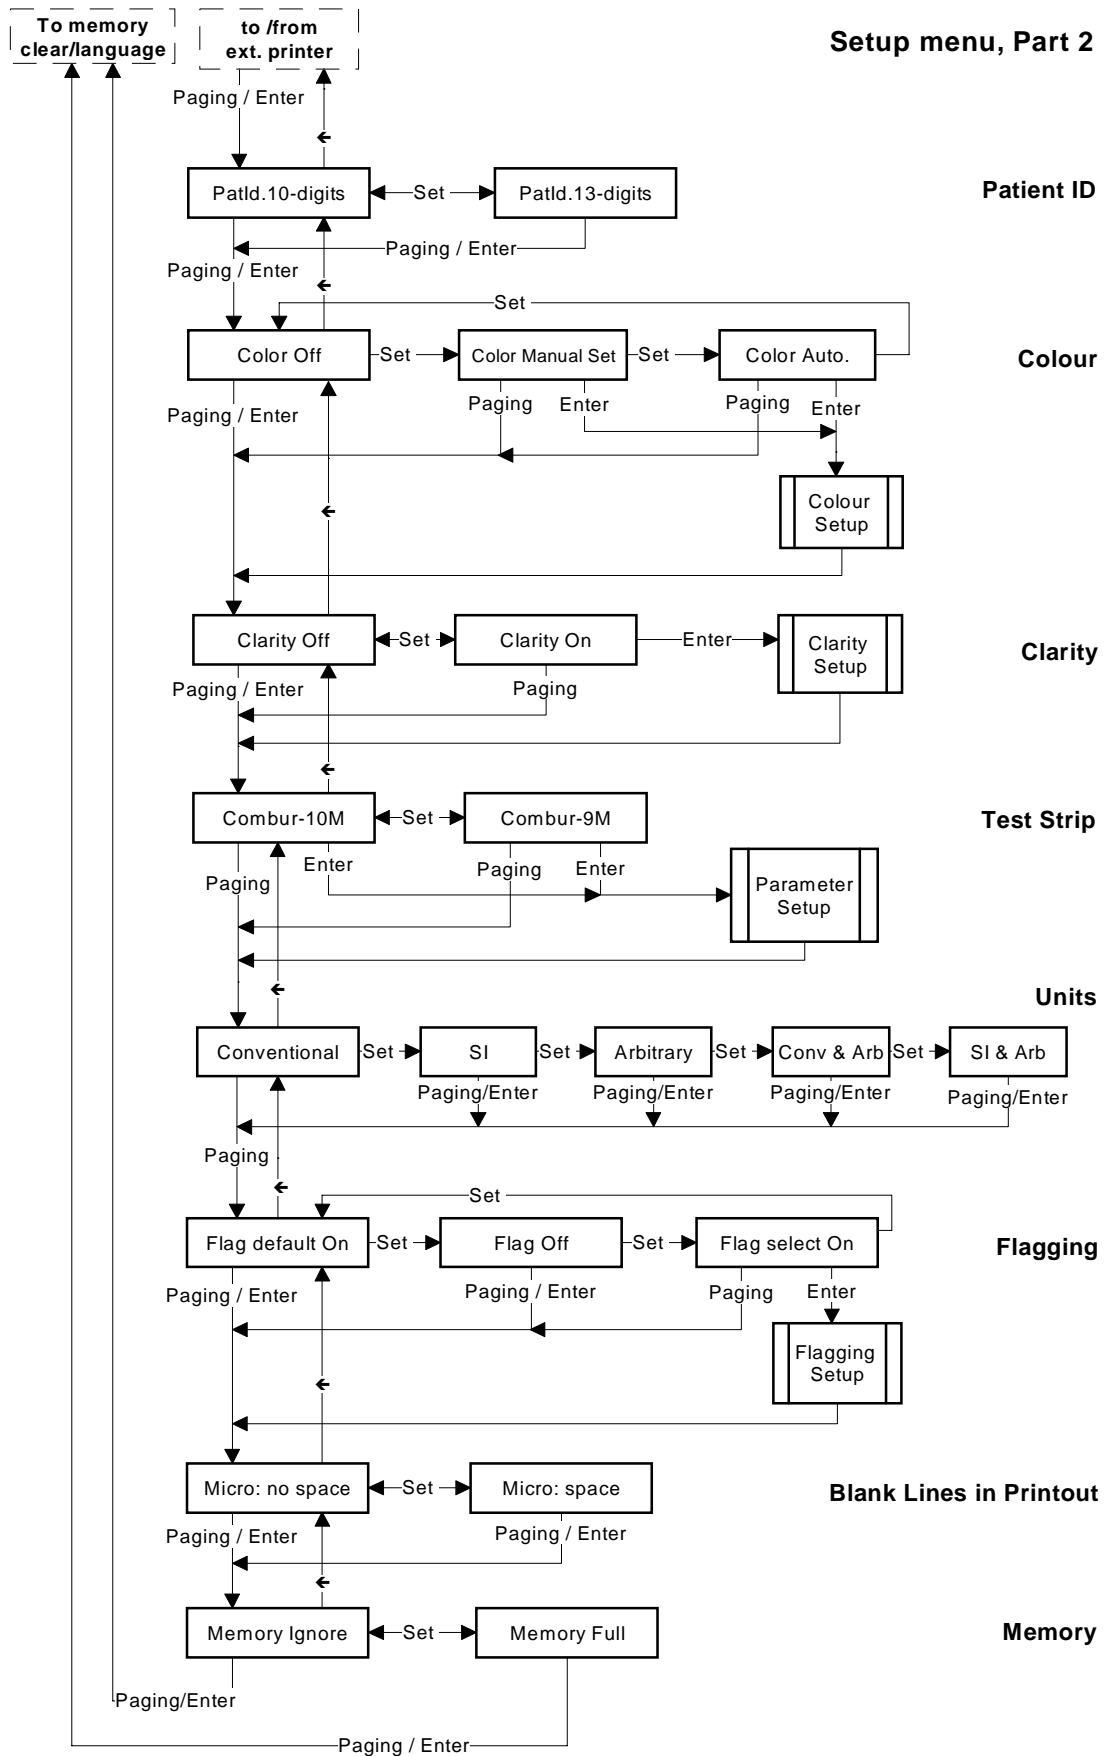 To memory
clear/language
to /from
ext. printer
Setup menu, Part 2
Paging / Enter
PatId.10-digits
Set
PatId.13-digits
Patient ID
Paging / Enter
Paging / Enter
Set
Color Off
Set
Color Manual Set
Set
Color Auto.
Colour
Paging / Enter
Paging
Enter
Paging
Enter
Colour
Setup
Clarity Off
Set
Clarity On
Enter
Clarity
Setup
Clarity
Paging / Enter
Paging
Combur-10M
Set
Combur-9M
Test Strip
Paging
Enter
Paging
Enter
Parameter
Setup
Units
Conventional
Set
SI
Set
Arbitrary
Set
Conv & Arb
Set
SI & Arb
Paging/Enter
Paging/Enter
Paging/Enter
Paging/Enter
Paging
Set
Flag default On
Set
Flag Off
Set
Flag select On
Flagging
Paging / Enter
Paging / Enter
Paging
Enter
Flagging
Setup
Micro: no space
Set
Micro: space
Blank Lines in Printout
Paging / Enter
Paging / Enter
Memory Ignore
Set
Memory Full
Memory
Paging/Enter
Paging / Enter